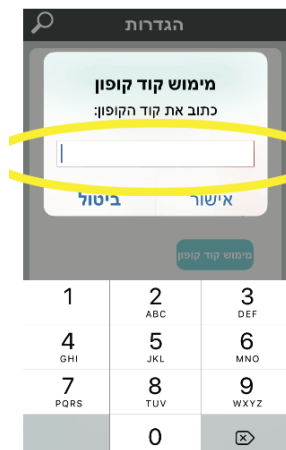 הגדרות
מימוש קוד קופון
כתוב את קוד הקופון:
אישור ביטול
מימוש קוד קופון
1 2 3
ABC DEF
4 5 6
GHI JKL MNO
7 8 9
PQRS TUV WXYZ
0